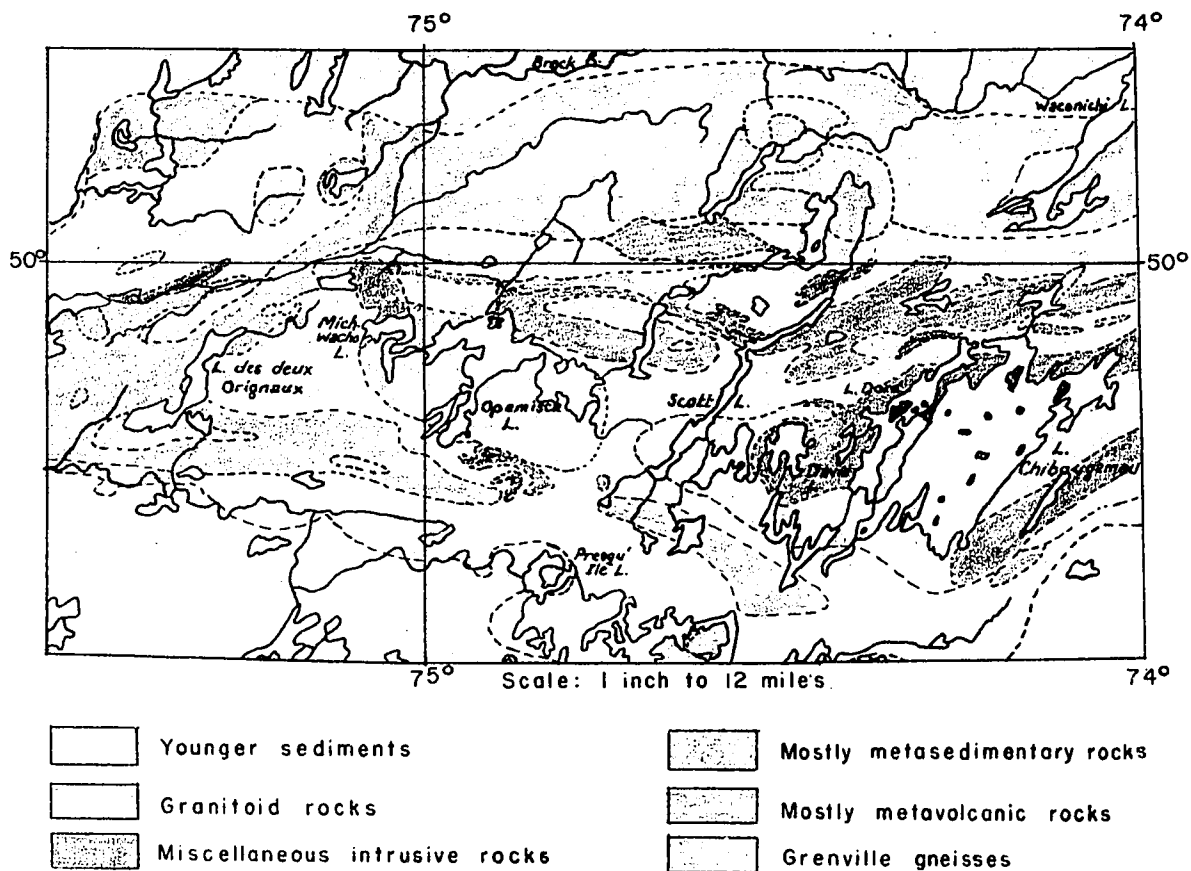 75° 74°
Brock R.
Waconichi L.
50° 50°
Mich-
wacho
L.
L. des deux
Orignaux
Opemisca
L.
Scott L.
L. Doré
L.
Chibougamau
Presqu'
Ile L.
75° 74°
Scale: 1 inch to 12 miles
Younger sediments
Granitoid rocks
Miscellaneous intrusive rocks
Mostly metasedimentary rocks
Mostly metavolcanic rocks
Grenville gneisses